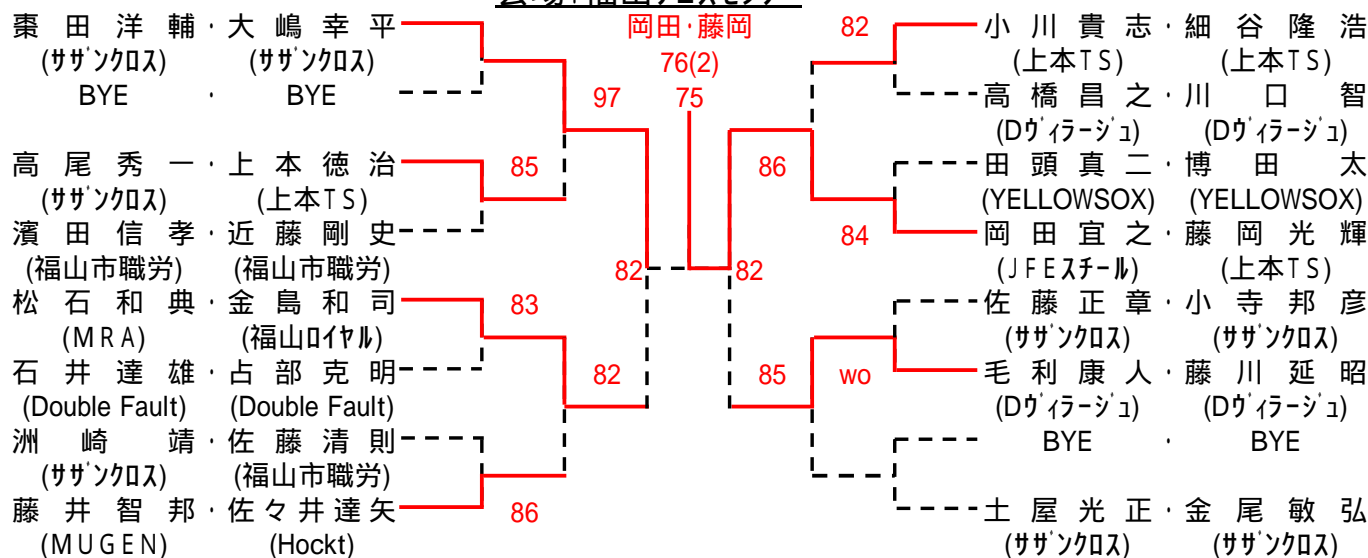 岡田・藤岡
76(2)
75
棗田洋輔・大嶋幸平
(ｻｻﾞﾝｸﾛｽ) (ｻｻﾞﾝｸﾛｽ)
BYE ・ BYE
97
高尾秀一・上本徳治
(ｻｻﾞﾝｸﾛｽ) (上本TS)
85
濱田信孝・近藤剛史
(福山市職労) (福山市職労)
82
松石和典・金島和司
(MRA) (福山ﾛｲﾔﾙ)
83
石井達雄・占部克明
(Double Fault) (Double Fault)
82
洲崎靖・佐藤清則
(ｻｻﾞﾝｸﾛｽ) (福山市職労)
藤井智邦・佐々井達矢
(MUGEN) (Hockt)
86
82
小川貴志・細谷隆浩
(上本TS) (上本TS)
高橋昌之・川口智
(Dｳﾞｨﾗｰｼﾞｭ) (Dｳﾞｨﾗｰｼﾞｭ)
86
田頭真二・博田太
(YELLOWSOX) (YELLOWSOX)
84
岡田宜之・藤岡光輝
(JFEｽﾁｰﾙ) (上本TS)
82
佐藤正章・小寺邦彦
(ｻｻﾞﾝｸﾛｽ) (ｻｻﾞﾝｸﾛｽ)
85
wo
毛利康人・藤川延昭
(Dｳﾞｨﾗｰｼﾞｭ) (Dｳﾞｨﾗｰｼﾞｭ)
BYE ・ BYE
土屋光正・金尾敏弘
(ｻｻﾞﾝｸﾛｽ) (ｻｻﾞﾝｸﾛｽ)